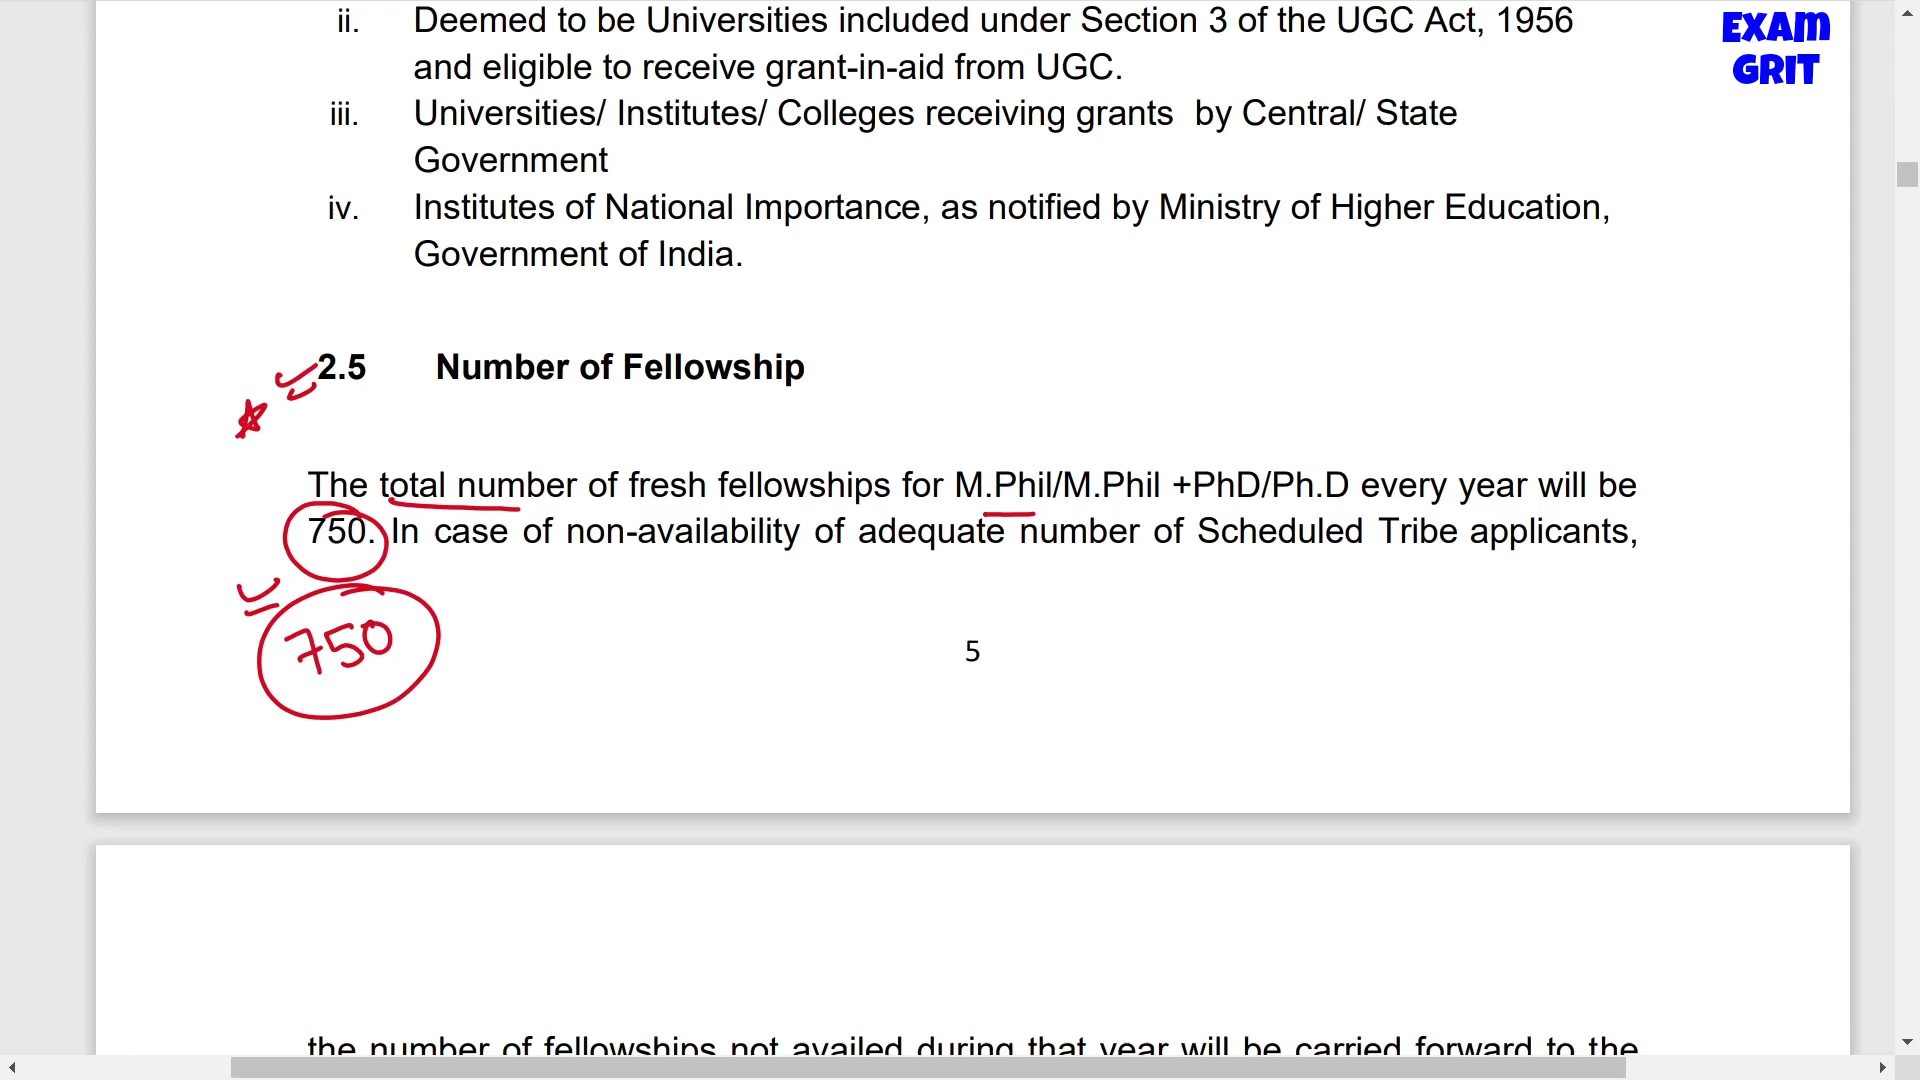 ii. Deemed to be Universities included under Section 3 of the UGC Act, 1956
and eligible to receive grant-in-aid from UGC.
iii. Universities/ Institutes/ Colleges receiving grants by Central/ State
Government
iv. Institutes of National Importance, as notified by Ministry of Higher Education,
Government of India.
EXAM
GRIT
2.5 Number of Fellowship
The total number of fresh fellowships for M.Phil/M.Phil +PhD/Ph.D every year will be
750. In case of non-availability of adequate number of Scheduled Tribe applicants,
750
5
the number of fellowships not availed during that year will be carried forward to the